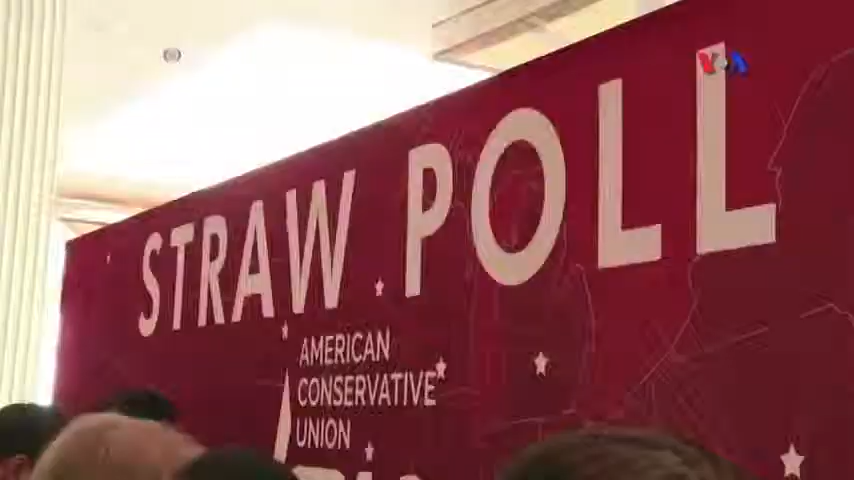 VOA
STRAW POLL
AMERICAN
CONSERVATIVE
UNION